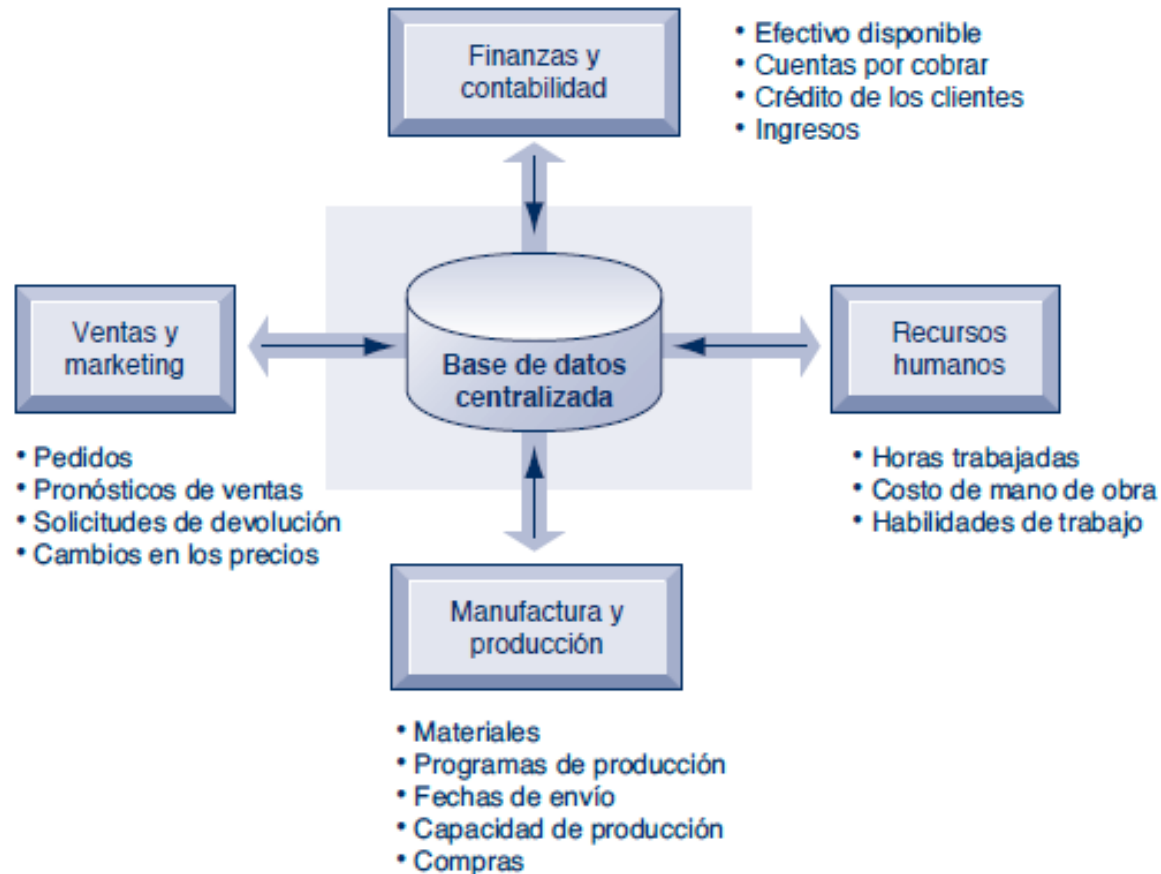 Finanzas y
contabilidad
• Efectivo disponible
• Cuentas por cobrar
• Crédito de los clientes
• Ingresos
Ventas y
marketing
• Pedidos
• Pronósticos de ventas
• Solicitudes de devolución
• Cambios en los precios
Base de datos
centralizada
Recursos
humanos
• Horas trabajadas
• Costo de mano de obra
• Habilidades de trabajo
Manufactura y
producción
• Materiales
• Programas de producción
• Fechas de envío
• Capacidad de producción
• Compras